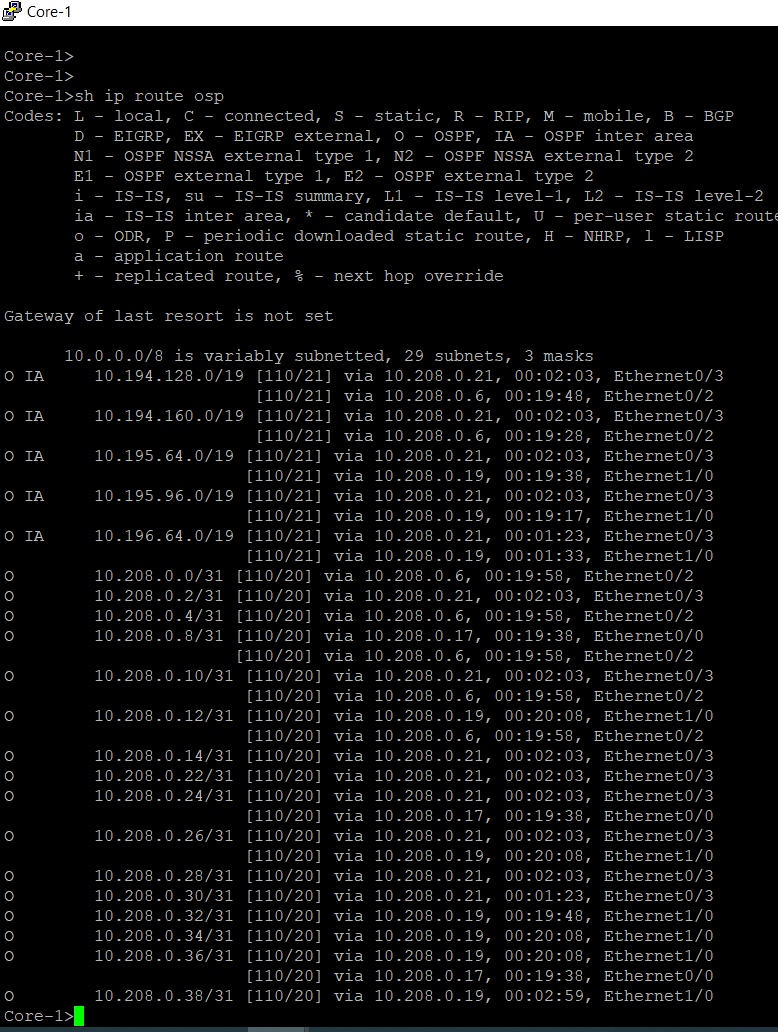 Core-1
Core-1>
Core-1>
Core-1>sh ip route osp
Codes: L - local, C - connected, S - static, R - RIP, M - mobile, B - BGP
       D - EIGRP, EX - EIGRP external, O - OSPF, IA - OSPF inter area
       N1 - OSPF NSSA external type 1, N2 - OSPF NSSA external type 2
       E1 - OSPF external type 1, E2 - OSPF external type 2
       i - IS-IS, su - IS-IS summary, L1 - IS-IS level-1, L2 - IS-IS level-2
       ia - IS-IS inter area, * - candidate default, U - per-user static route
       o - ODR, P - periodic downloaded static route, H - NHRP, l - LISP
       a - application route
       + - replicated route, % - next hop override
Gateway of last resort is not set
      10.0.0.0/8 is variably subnetted, 29 subnets, 3 masks
O IA     10.194.128.0/19 [110/21] via 10.208.0.21, 00:02:03, Ethernet0/3
                         [110/21] via 10.208.0.6, 00:19:48, Ethernet0/2
O IA     10.194.160.0/19 [110/21] via 10.208.0.21, 00:02:03, Ethernet0/3
                         [110/21] via 10.208.0.6, 00:19:28, Ethernet0/2
O IA     10.195.64.0/19 [110/21] via 10.208.0.21, 00:02:03, Ethernet0/3
                        [110/21] via 10.208.0.19, 00:19:38, Ethernet1/0
O IA     10.195.96.0/19 [110/21] via 10.208.0.21, 00:02:03, Ethernet0/3
                        [110/21] via 10.208.0.19, 00:19:17, Ethernet1/0
O IA     10.196.64.0/19 [110/21] via 10.208.0.21, 00:01:23, Ethernet0/3
                        [110/21] via 10.208.0.19, 00:01:33, Ethernet1/0
O        10.208.0.0/31 [110/20] via 10.208.0.6, 00:19:58, Ethernet0/2
O        10.208.0.2/31 [110/20] via 10.208.0.21, 00:02:03, Ethernet0/3
O        10.208.0.4/31 [110/20] via 10.208.0.6, 00:19:58, Ethernet0/2
O        10.208.0.8/31 [110/20] via 10.208.0.17, 00:19:38, Ethernet0/0
                       [110/20] via 10.208.0.6, 00:19:58, Ethernet0/2
O        10.208.0.10/31 [110/20] via 10.208.0.21, 00:02:03, Ethernet0/3
                        [110/20] via 10.208.0.6, 00:19:58, Ethernet0/2
O        10.208.0.12/31 [110/20] via 10.208.0.19, 00:20:08, Ethernet1/0
                        [110/20] via 10.208.0.6, 00:19:58, Ethernet0/2
O        10.208.0.14/31 [110/20] via 10.208.0.21, 00:02:03, Ethernet0/3
O        10.208.0.22/31 [110/20] via 10.208.0.21, 00:02:03, Ethernet0/3
O        10.208.0.24/31 [110/20] via 10.208.0.21, 00:02:03, Ethernet0/3
                        [110/20] via 10.208.0.17, 00:19:38, Ethernet0/0
O        10.208.0.26/31 [110/20] via 10.208.0.21, 00:02:03, Ethernet0/3
                        [110/20] via 10.208.0.19, 00:20:08, Ethernet1/0
O        10.208.0.28/31 [110/20] via 10.208.0.21, 00:02:03, Ethernet0/3
O        10.208.0.30/31 [110/20] via 10.208.0.21, 00:01:23, Ethernet0/3
O        10.208.0.32/31 [110/20] via 10.208.0.19, 00:19:48, Ethernet1/0
O        10.208.0.34/31 [110/20] via 10.208.0.19, 00:20:08, Ethernet1/0
O        10.208.0.36/31 [110/20] via 10.208.0.19, 00:20:08, Ethernet1/0
                        [110/20] via 10.208.0.17, 00:19:38, Ethernet0/0
O        10.208.0.38/31 [110/20] via 10.208.0.19, 00:02:59, Ethernet1/0
Core-1>